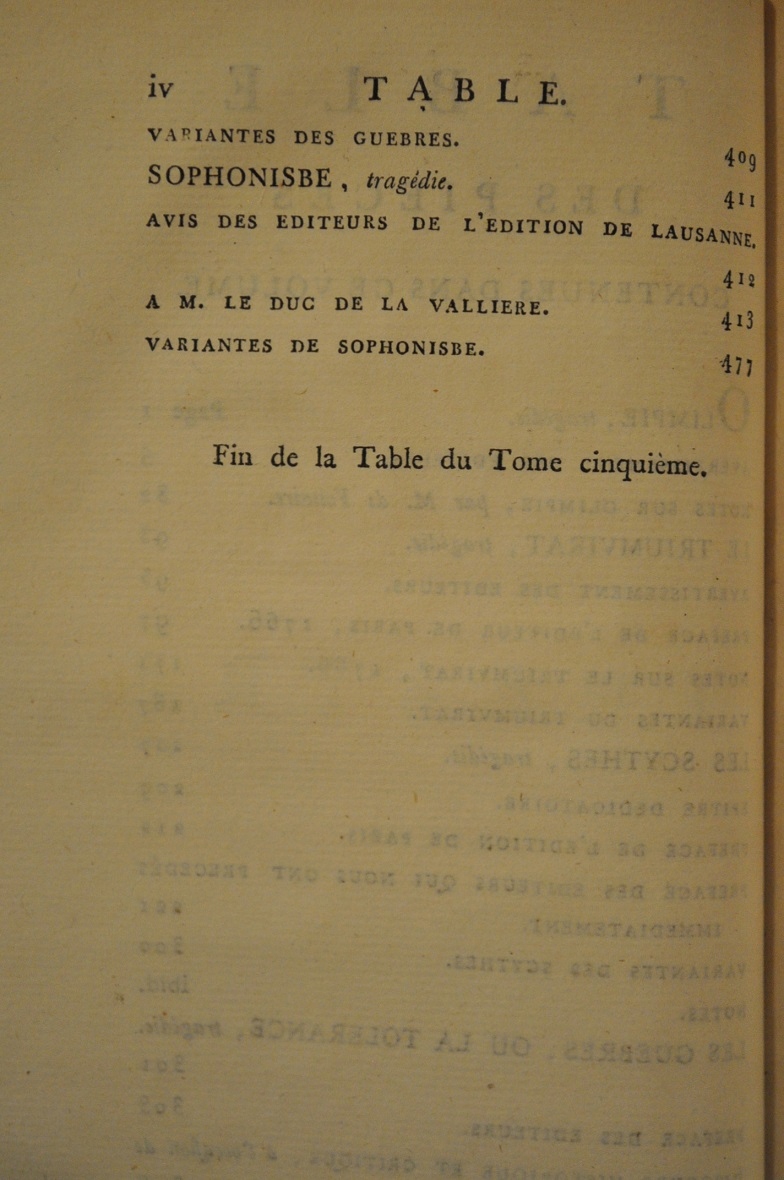 iv TABLE.
VARIANTES DES GUEBRES. 409
SOPHONISBE, tragédie. 411
AVIS DES EDITEURS DE L'EDITION DE LAUSANNE,
412
A M. LE DUC DE LA VALLIERE. 413
VARIANTES DE SOPHONISBE. 477
Fin de la Table du Tome cinquième.